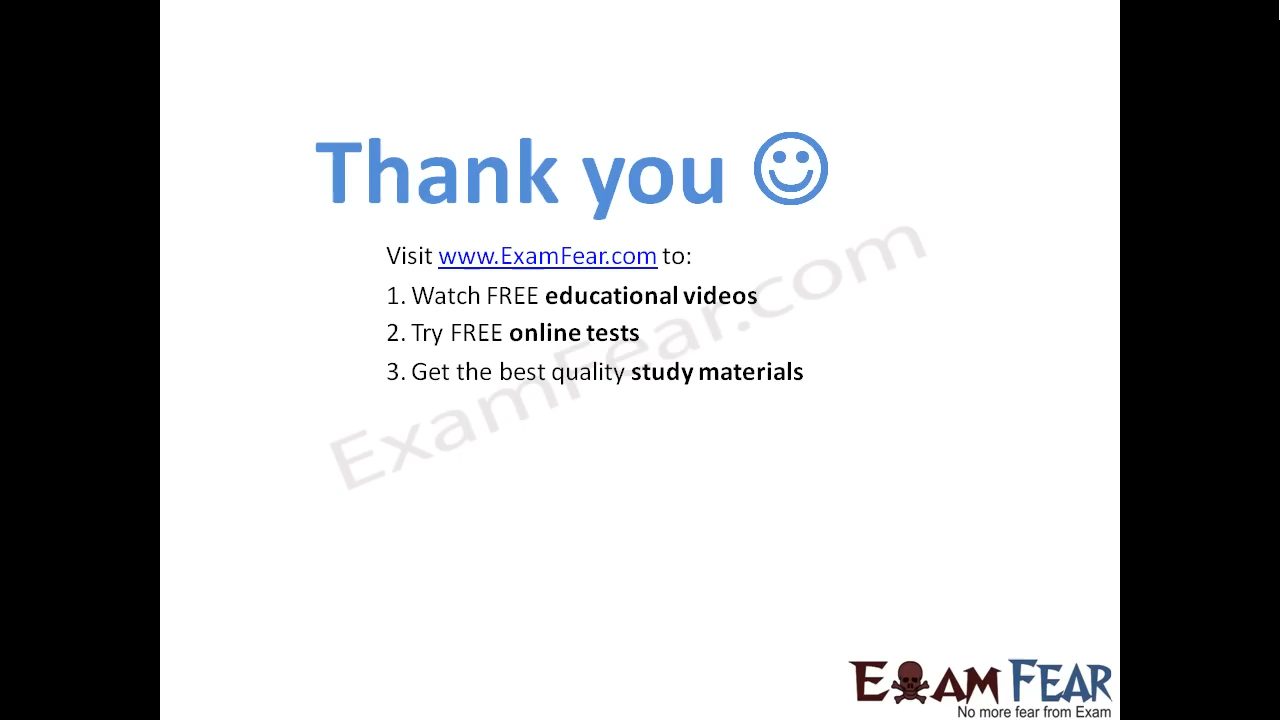 Thank you ☺
Visit www.ExamFear.com to:
1. Watch FREE educational videos
2. Try FREE online tests
3. Get the best quality study materials
ExamFear.com
EXAM FEAR
No more fear from Exam